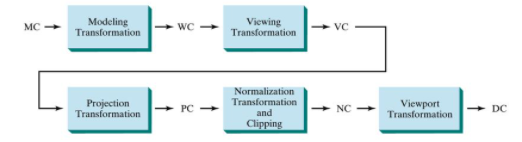 MC
Modeling
Transformation
WC
Viewing
Transformation
VC
Projection
Transformation
PC
Normalization
Transformation
and
Clipping
NC
Viewport
Transformation
DC